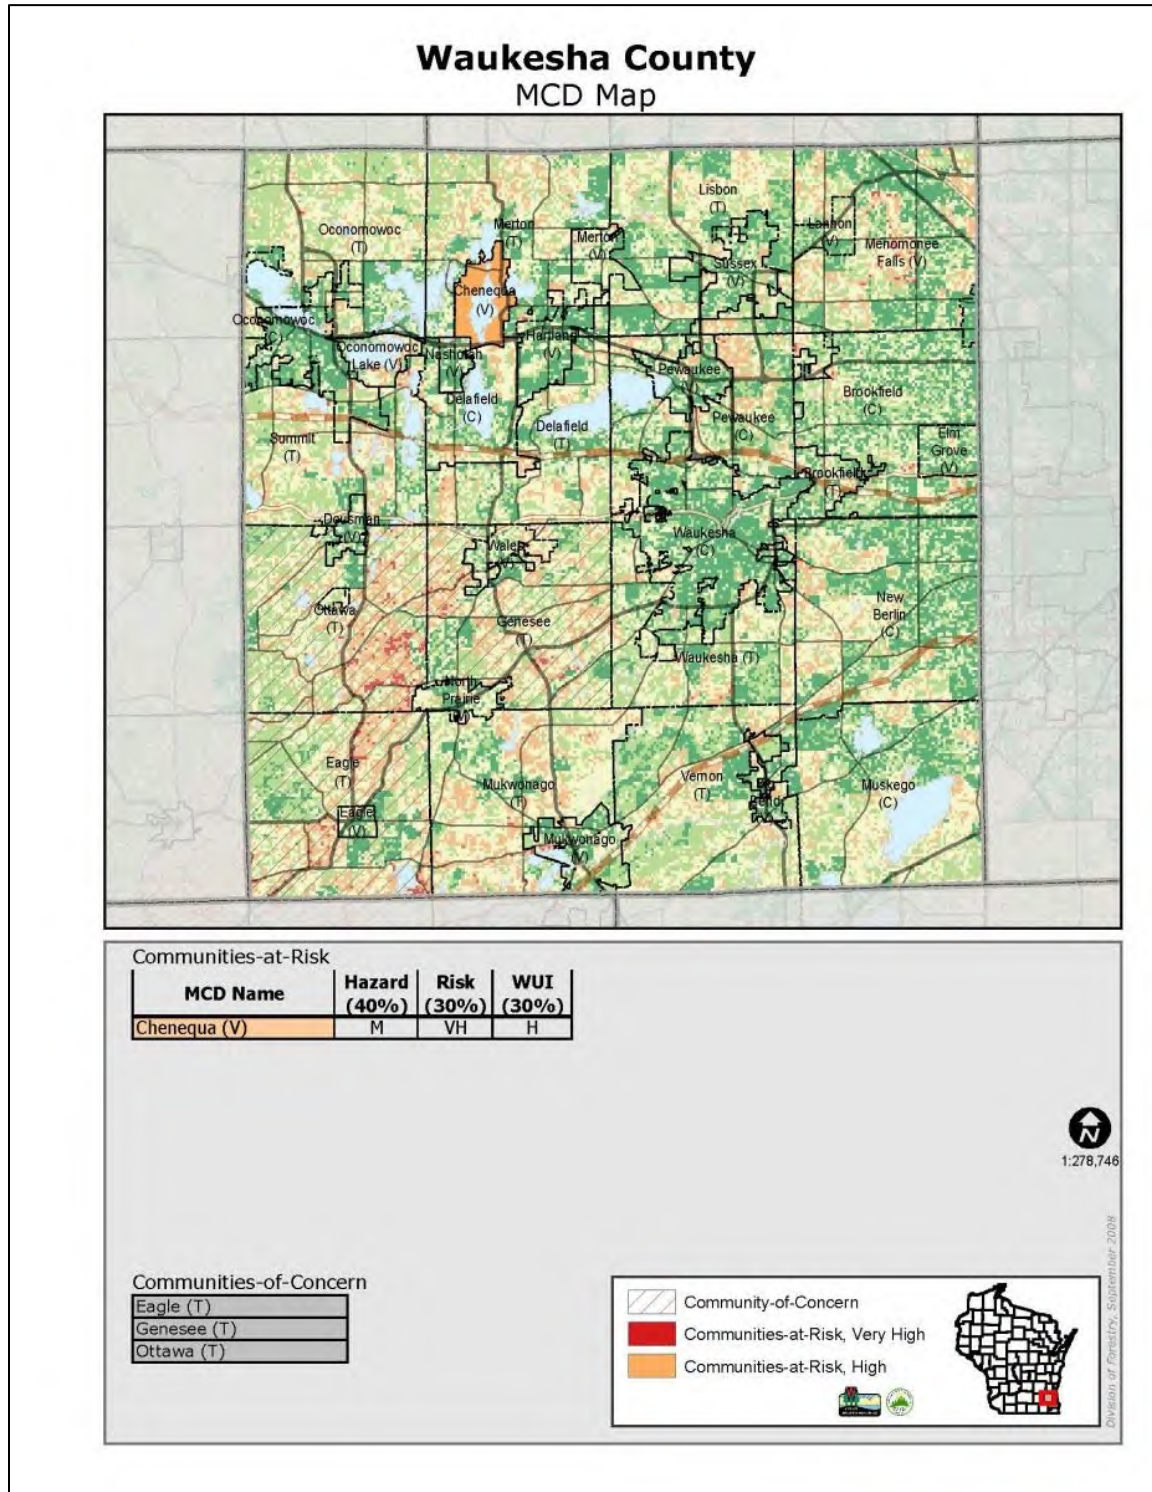 Waukesha County
MCD Map
Lisbon
(T)
Oconomowoc
(T)
Merton
(T)
Merton
(V)
Lannon
(V)
Menomonee
Falls (V)
Sussex
(V)
Chenequa
(V)
Oconomowoc
(C)
Oconomowoc
Lake (V)
Nashotah
(V)
Hartland
(V)
Pewaukee
(V)
Delafield
(C)
Brookfield
(C)
Pewaukee
(C)
Delafield
(T)
Summit
(T)
Elm
Grove
(V)
Brookfield
(T)
Dousman
(V)
Wales
(V)
Waukesha
(C)
Ottawa
(T)
Genesee
(T)
New
Berlin
(C)
Waukesha (T)
North
Prairie
(V)
Eagle
(T)
Mukwonago
(T)
Vernon
(T)
Muskego
(C)
Eagle
(V)
Mukwonago
(V)
Communities-at-Risk
MCD Name Hazard (40%) Risk (30%) WUI (30%)
Chenequa (V) M VH H
N
1:278,746
Communities-of-Concern
Eagle (T)
Genesee (T)
Ottawa (T)
Community-of-Concern
Communities-at-Risk, Very High
Communities-at-Risk, High
Division of Forestry, September 2008